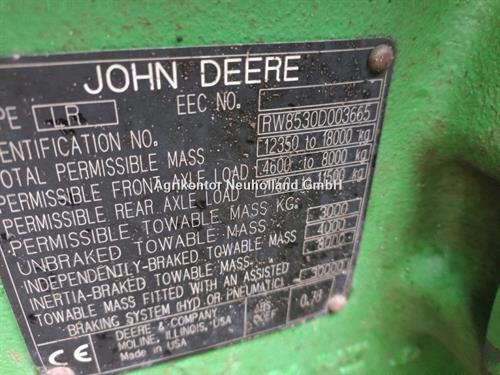 JOHN DEERE
PE R EEC NO.
ENTIFICATION NO. RW8530D003665
TOTAL PERMISSIBLE MASS 12350 to 18000 kg
PERMISSIBLE FRONT AXLE LOAD 4600 to 8000 kg
PERMISSIBLE REAR AXLE LOAD kg
Agrikontor Neuholland GmbH
PERMISSIBLE TOWABLE MASS KG:
UNBRAKED TOWABLE MASS 3000
INDEPENDENILY-BRAKED TOWABLE MASS 4000
INERTIA-BRAKED TOWABLE MASS
TOWABLE MASS FITTED WITH AN ASSISTED
BRAKING SYSTEM (HYD OR PNEUMATIC)
DEERE & COMPANY
MOLINE, ILLINOIS, USA
Made in USA
CE
0,78